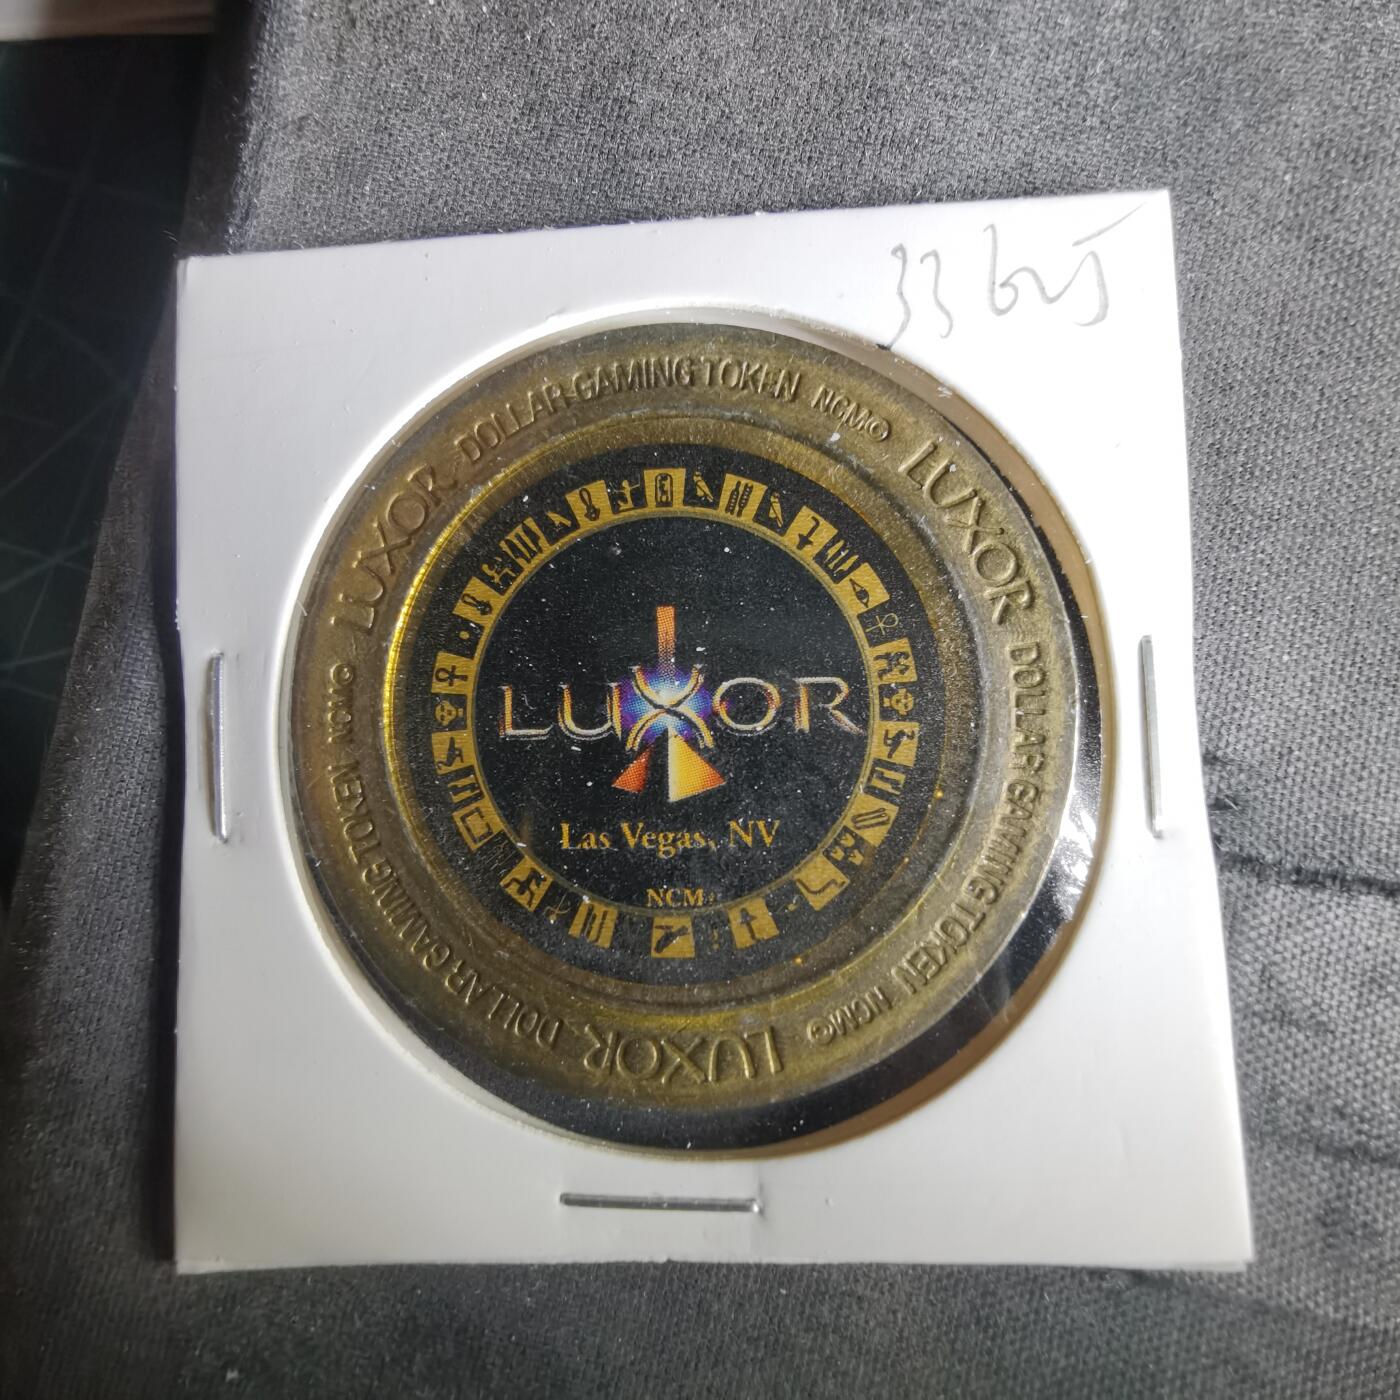 LUXOR DOLLAR GAMING TOKEN NCM©
LUXOR DOLLAR GAMING TOKEN NCM©
LUXOR DOLLAR GAMING TOKEN NCM©
LUXOR
Las Vegas, NV
NCM